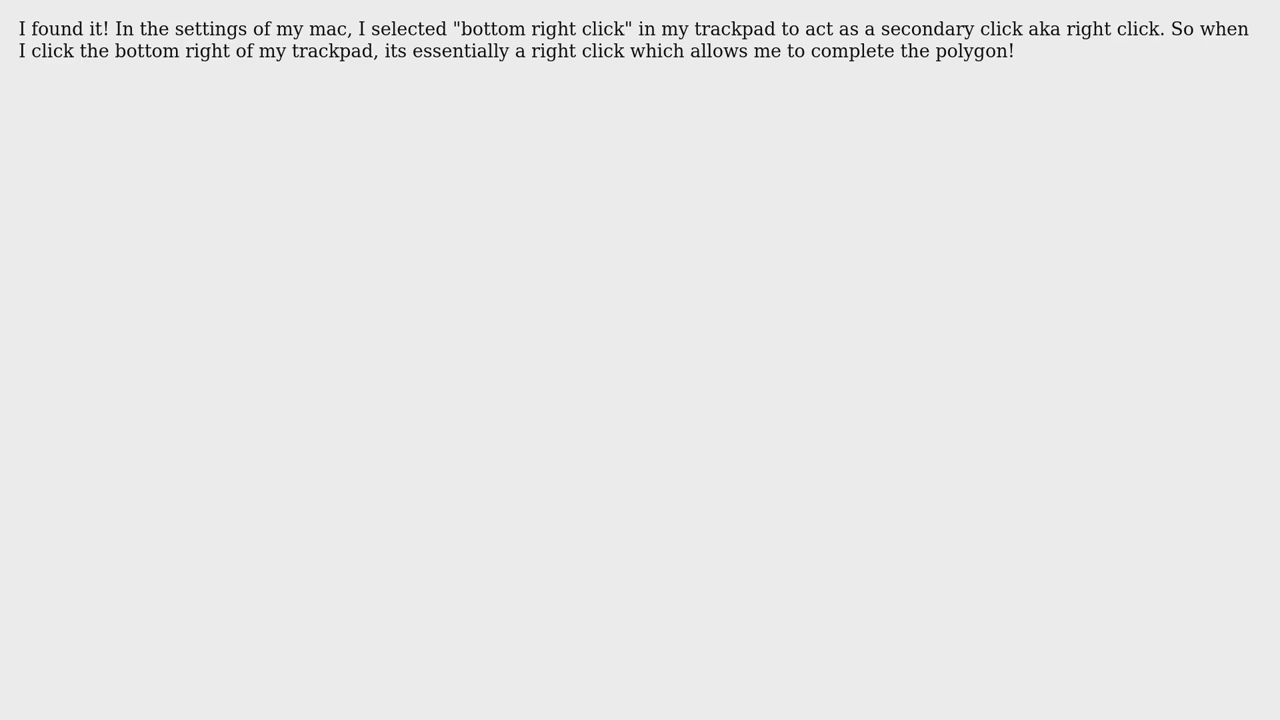 I found it! In the settings of my mac, I selected "bottom right click" in my trackpad to act as a secondary click aka right click. So when
I click the bottom right of my trackpad, its essentially a right click which allows me to complete the polygon!